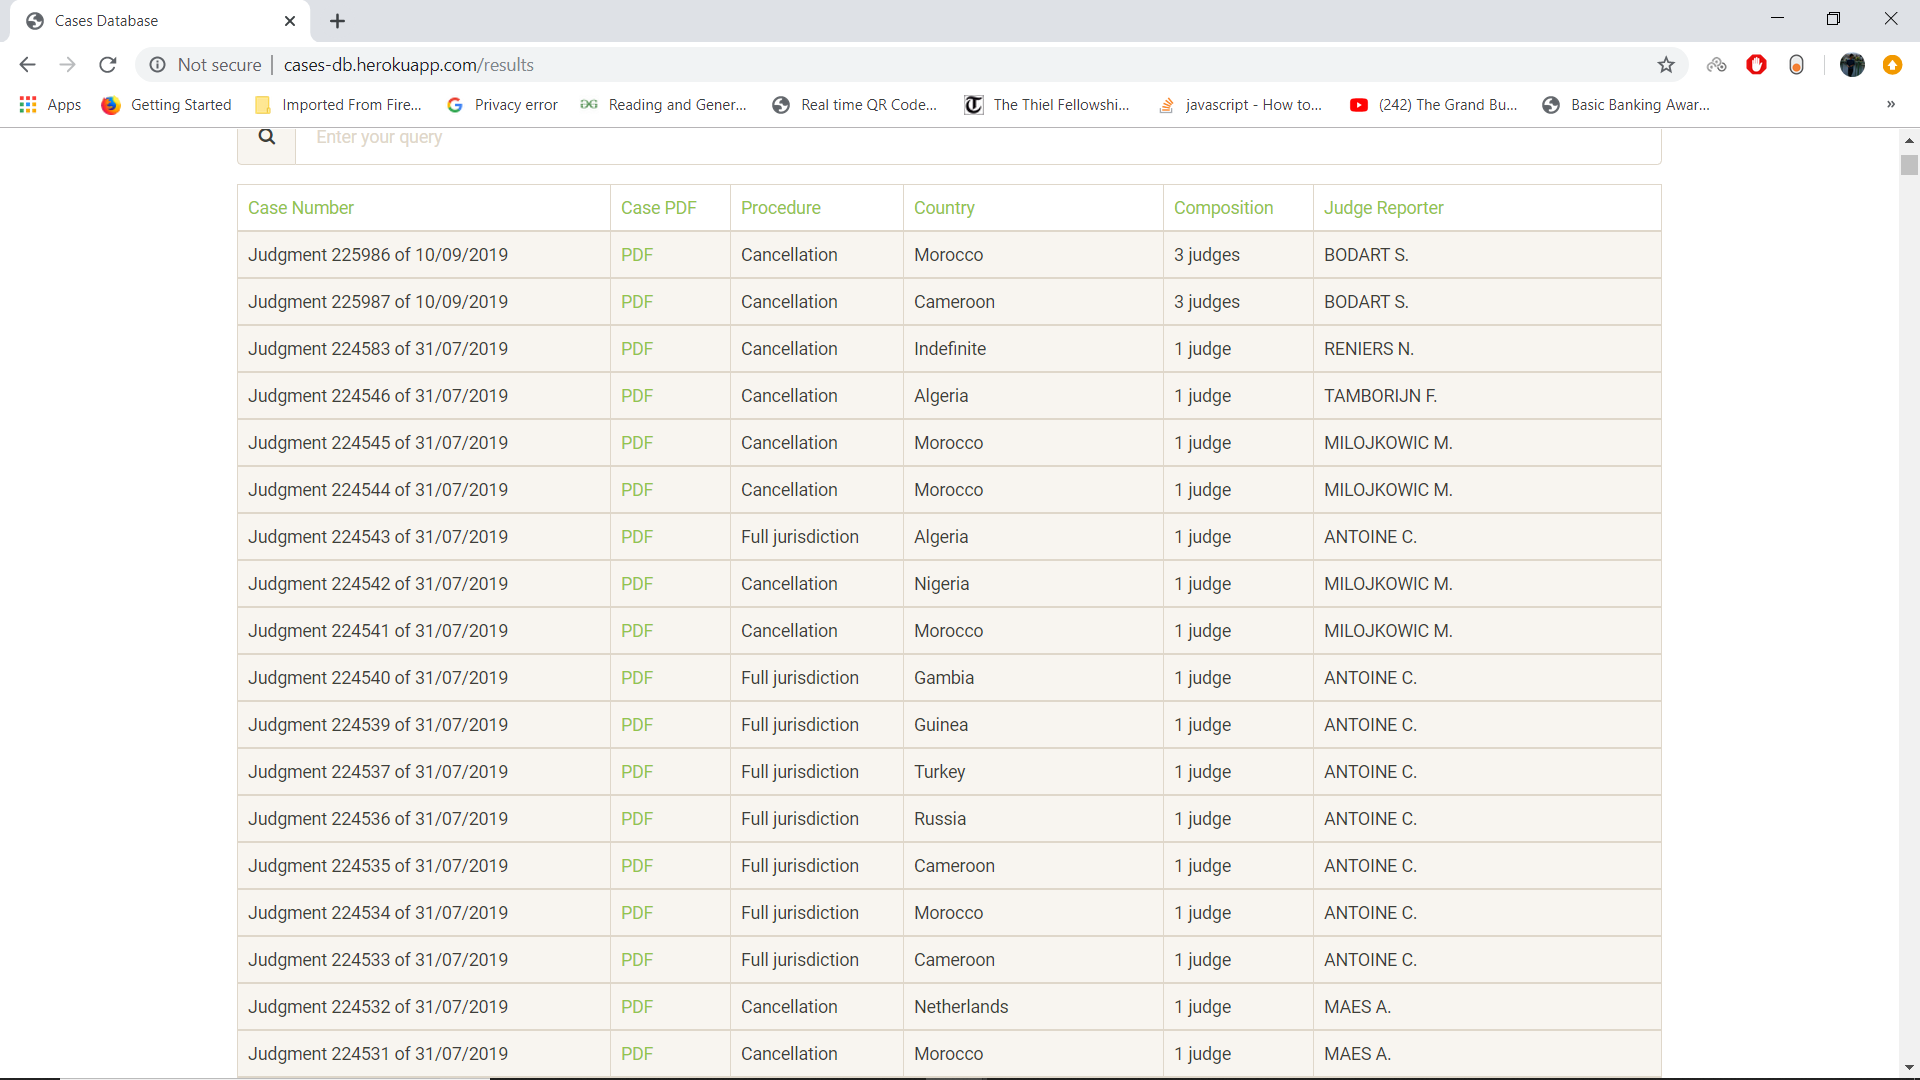 Cases Database
Not secure cases-db.herokuapp.com/results
Apps Getting Started Imported From Fire... Privacy error Reading and Gener... Real time QR Code... The Thiel Fellowshi... javascript - How to... (242) The Grand Bu... Basic Banking Awar... »
Enter your query
Case Number Case PDF Procedure Country Composition Judge Reporter
Judgment 225986 of 10/09/2019 PDF Cancellation Morocco 3 judges BODART S.
Judgment 225987 of 10/09/2019 PDF Cancellation Cameroon 3 judges BODART S.
Judgment 224583 of 31/07/2019 PDF Cancellation Indefinite 1 judge RENIERS N.
Judgment 224546 of 31/07/2019 PDF Cancellation Algeria 1 judge TAMBORIJN F.
Judgment 224545 of 31/07/2019 PDF Cancellation Morocco 1 judge MILOJKOWIC M.
Judgment 224544 of 31/07/2019 PDF Cancellation Morocco 1 judge MILOJKOWIC M.
Judgment 224543 of 31/07/2019 PDF Full jurisdiction Algeria 1 judge ANTOINE C.
Judgment 224542 of 31/07/2019 PDF Cancellation Nigeria 1 judge MILOJKOWIC M.
Judgment 224541 of 31/07/2019 PDF Cancellation Morocco 1 judge MILOJKOWIC M.
Judgment 224540 of 31/07/2019 PDF Full jurisdiction Gambia 1 judge ANTOINE C.
Judgment 224539 of 31/07/2019 PDF Full jurisdiction Guinea 1 judge ANTOINE C.
Judgment 224537 of 31/07/2019 PDF Full jurisdiction Turkey 1 judge ANTOINE C.
Judgment 224536 of 31/07/2019 PDF Full jurisdiction Russia 1 judge ANTOINE C.
Judgment 224535 of 31/07/2019 PDF Full jurisdiction Cameroon 1 judge ANTOINE C.
Judgment 224534 of 31/07/2019 PDF Full jurisdiction Morocco 1 judge ANTOINE C.
Judgment 224533 of 31/07/2019 PDF Full jurisdiction Cameroon 1 judge ANTOINE C.
Judgment 224532 of 31/07/2019 PDF Cancellation Netherlands 1 judge MAES A.
Judgment 224531 of 31/07/2019 PDF Cancellation Morocco 1 judge MAES A.